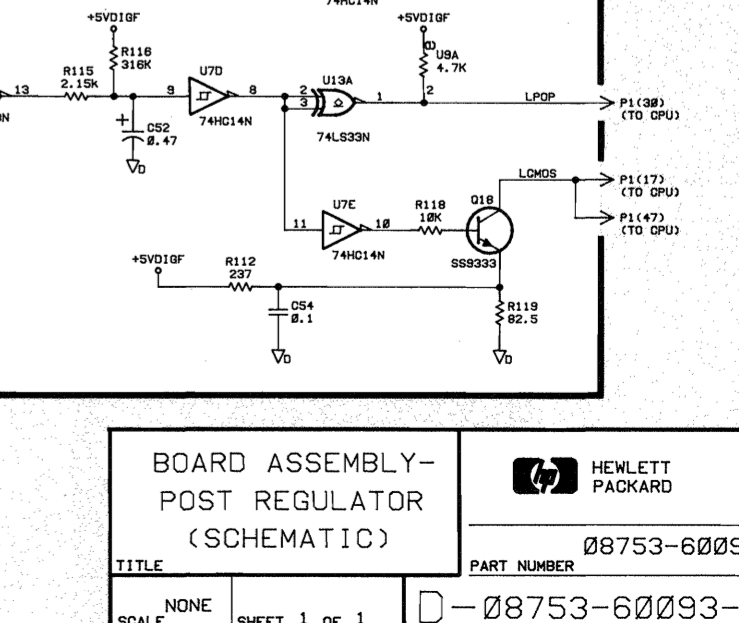 74HC14N
+5VDIGF
+5VDIGF
R116
316K
U9A
4.7K
R115
2.15k
U7D
U13A
13
9
8
2
3
1
2
LPOP
P1(30)
(TO CPU)
N
+
C52
0.47
74HC14N
74LS33N
D
LCMOS
P1(17)
(TO CPU)
U7E
R118
10K
Q18
11
10
P1(47)
(TO CPU)
74HC14N
SS9333
+5VDIGF
R112
237
C54
0.1
R119
82.5
D
D
BOARD ASSEMBLY-
POST REGULATOR
(SCHEMATIC)
TITLE
hp
HEWLETT
PACKARD
08753-6009
PART NUMBER
SCALE NONE
SHEET 1 OF 1
D-08753-60093-